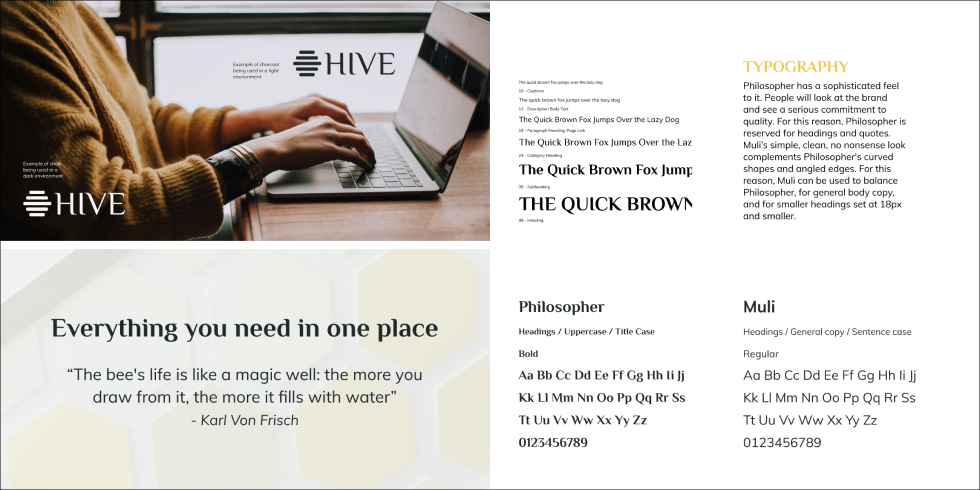 Example of charcoal
being used in a light
environment
HIVE
Example of chalk
being used in a
dark environment
HIVE
Everything you need in one place
“The bee's life is like a magic well: the more you
draw from it, the more it fills with water”
- Karl Von Frisch
The quick brown fox jumps over the lazy dog
10 - Captions
The quick brown fox jumps over the lazy dog
12 - Description Body Text
The Quick Brown Fox Jumps Over the Lazy Dog
18 - Paragraph Heading, Page Link
The Quick Brown Fox Jumps Over the Laz
24 - Category Heading
The Quick Brown Fox Jump
36 - Subheading
THE QUICK BROWN
48 - Heading
TYPOGRAPHY
Philosopher has a sophisticated feel
to it. People will look at the brand
and see a serious commitment to
quality. For this reason, Philosopher is
reserved for headings and quotes.
Muli's simple, clean, no nonsense look
complements Philosopher's curved
shapes and angled edges. For this
reason, Muli can be used to balance
Philosopher, for general body copy,
and for smaller headings set at 18px
and smaller.
Philosopher
Headings / Uppercase / Title Case
Bold
Aa Bb Cc Dd Ee Ff Gg Hh Ii Jj
Kk Ll Mm Nn Oo Pp Qq Rr Ss
Tt Uu Vv Ww Xx Yy Zz
0123456789
Muli
Headings / General copy / Sentence case
Regular
Aa Bb Cc Dd Ee Ff Gg Hh Ii Jj
Kk Ll Mm Nn Oo Pp Qq Rr Ss
Tt Uu Vv Ww Xx Yy Zz
0123456789